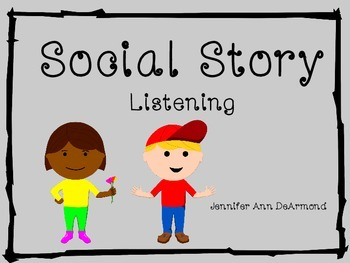 Social Story
Listening
Jennifer Ann DeArmond